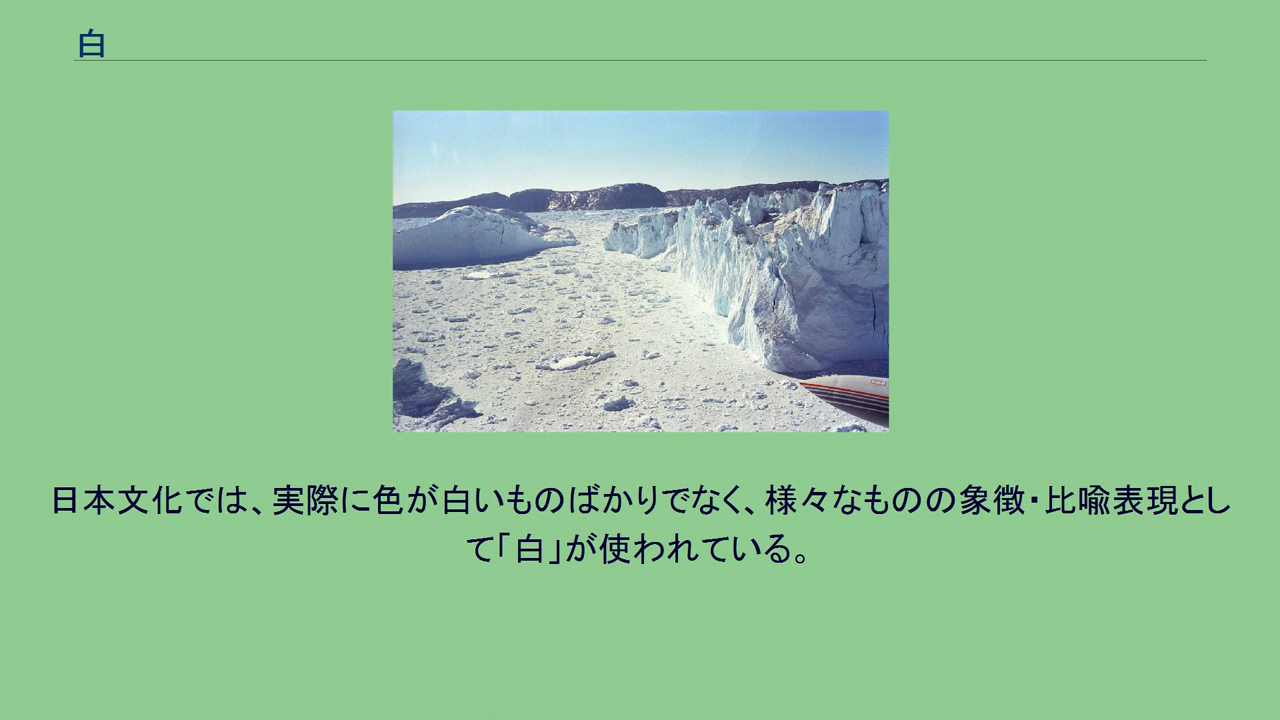 白
日本文化では、実際に色が白いものばかりでなく、様々なものの象徴・比喩表現とし
て「白」が使われている。